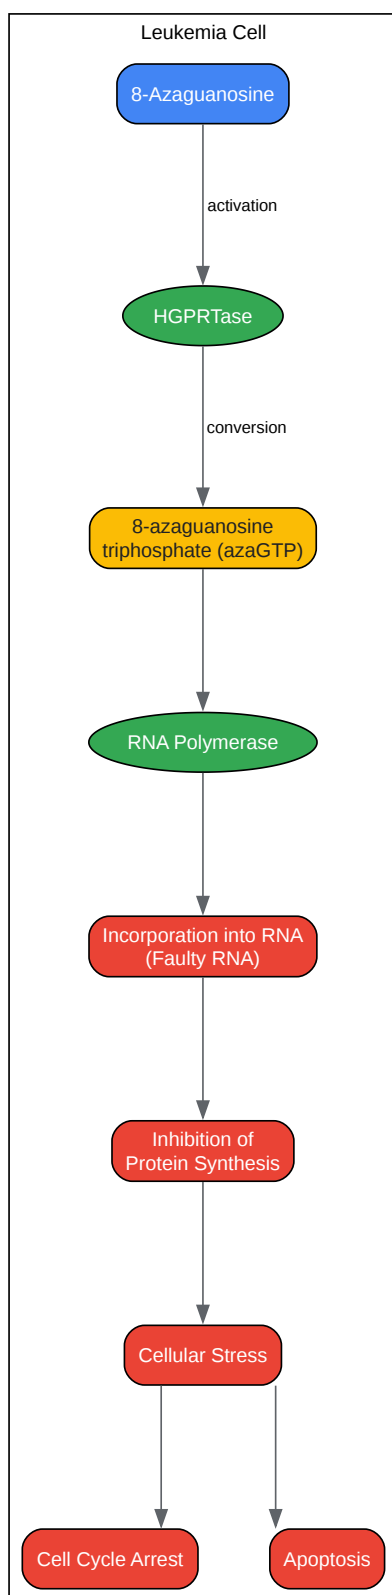 Leukemia Cell
8-Azaguanosine
activation
HGPRTase
conversion
8-azaguanosine
triphosphate (azaGTP)
RNA Polymerase
Incorporation into RNA
(Faulty RNA)
Inhibition of
Protein Synthesis
Cellular Stress
Cell Cycle Arrest
Apoptosis